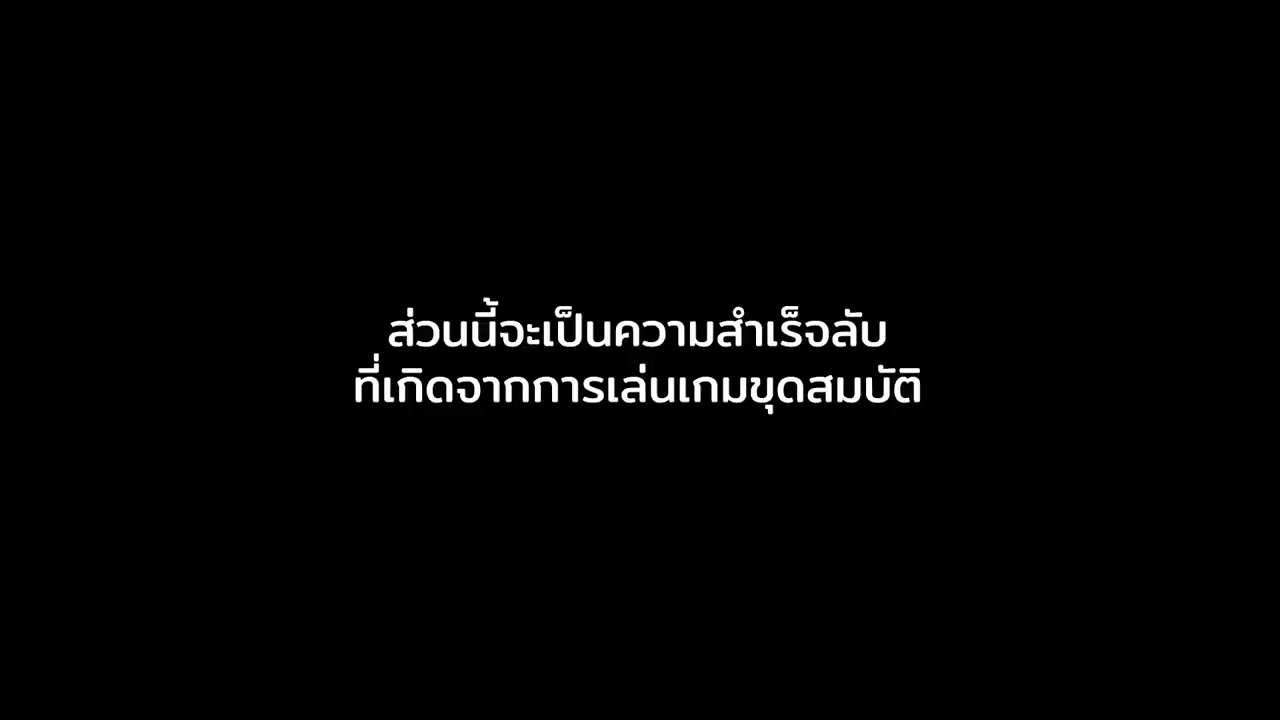 ส่วนนี้จะเป็นความสำเร็จลับ
ที่เกิดจากการเล่นเกมขุดสมบัติ